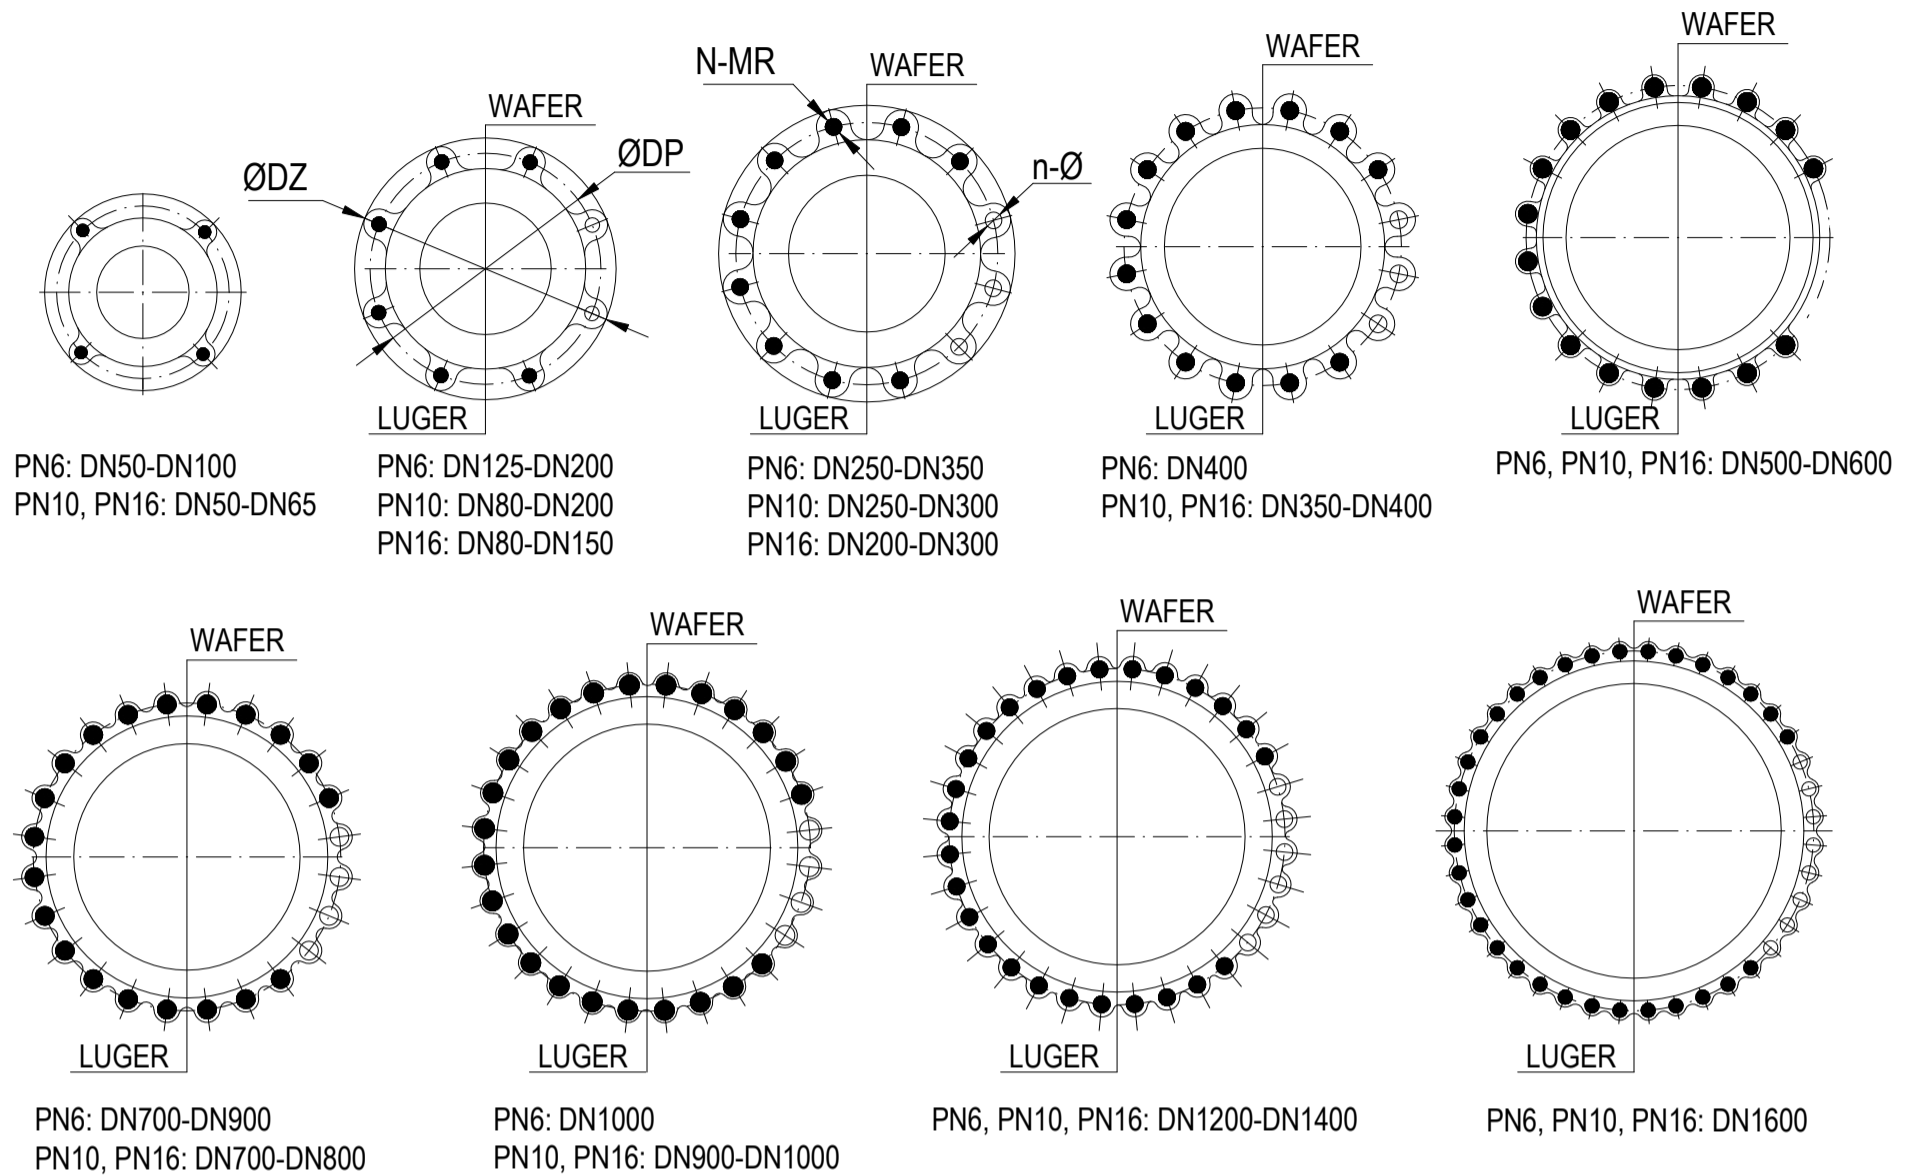 WAFER
LUGER
PN6: DN50-DN100
PN10, PN16: DN50-DN65
ØDZ
WAFER
ØDP
LUGER
PN6: DN125-DN200
PN10: DN80-DN200
PN16: DN80-DN150
N-MR
WAFER
n-Ø
LUGER
PN6: DN250-DN350
PN10: DN250-DN300
PN16: DN200-DN300
WAFER
LUGER
PN6: DN400
PN10, PN16: DN350-DN400
PN6, PN10, PN16: DN500-DN600
WAFER
LUGER
PN6: DN700-DN900
PN10, PN16: DN700-DN800
WAFER
LUGER
PN6: DN1000
PN10, PN16: DN900-DN1000
WAFER
LUGER
PN6, PN10, PN16: DN1200-DN1400
WAFER
LUGER
PN6, PN10, PN16: DN1600